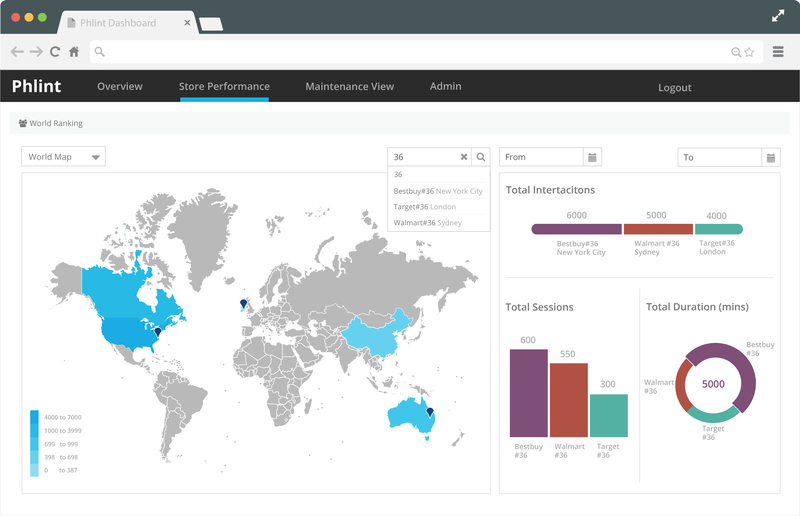 Phlint Dashboard
Phlint
Overview
Store Performance
Maintenance View
Admin
Logout
World Ranking
World Map
36
From
To
36
Bestbuy#36 New York City
Target#36 London
Walmart#36 Sydney
4000 to 7000
1000 to 3999
699 to 999
398 to 698
0 to 387
Total Intertacitons
6000
5000
4000
Bestbuy#36
New York City
Walmart #36
Sydney
Target#36
London
Total Sessions
600
550
300
Bestbuy
#36
Walmart
#36
Target
#36
Total Duration (mins)
Bestbuy
#36
Walmart
#36
5000
Target
#36